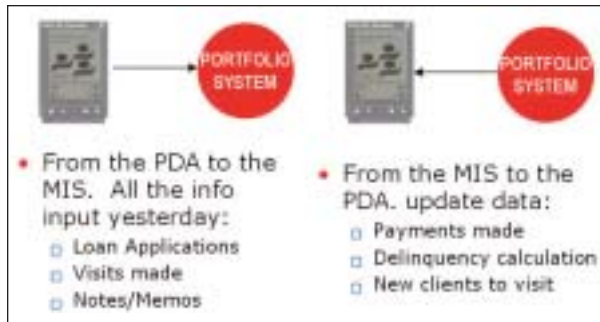 PORTFOLIO
SYSTEM
From the PDA to the
MIS. All the info
input yesterday:
Loan Applications
Visits made
Notes/Memos
PORTFOLIO
SYSTEM
From the MIS to the
PDA. update data:
Payments made
Delinquency calculation
New clients to visit